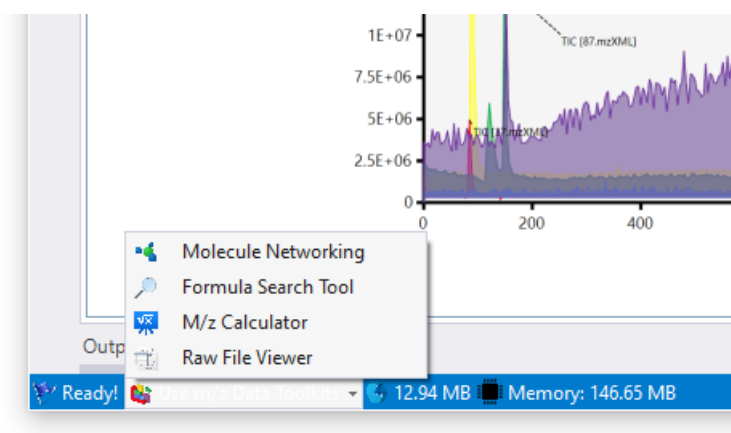 1E+07
TIC [87.mzXML]
7.5E+06
5E+06
TIC [37.mzXML]
2.5E+06
0
0 200 400
Molecule Networking
Formula Search Tool
M/z Calculator
Raw File Viewer
Outp
Ready! Use m/z Data Toolkits 12.94 MB Memory: 146.65 MB